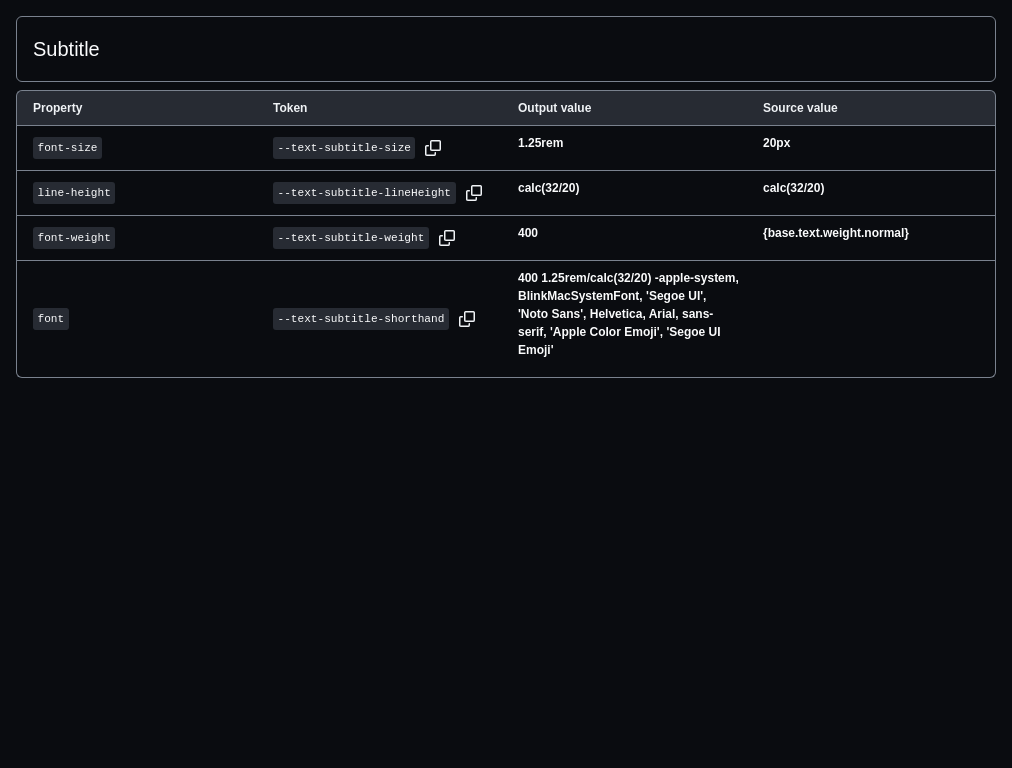 Subtitle
Property Token Output value Source value
font-size --text-subtitle-size 1.25rem 20px
line-height --text-subtitle-lineHeight calc(32/20) calc(32/20)
font-weight --text-subtitle-weight 400 {base.text.weight.normal}
font --text-subtitle-shorthand 400 1.25rem/calc(32/20) -apple-system,
BlinkMacSystemFont, 'Segoe UI',
'Noto Sans', Helvetica, Arial, sans-
serif, 'Apple Color Emoji', 'Segoe UI
Emoji'